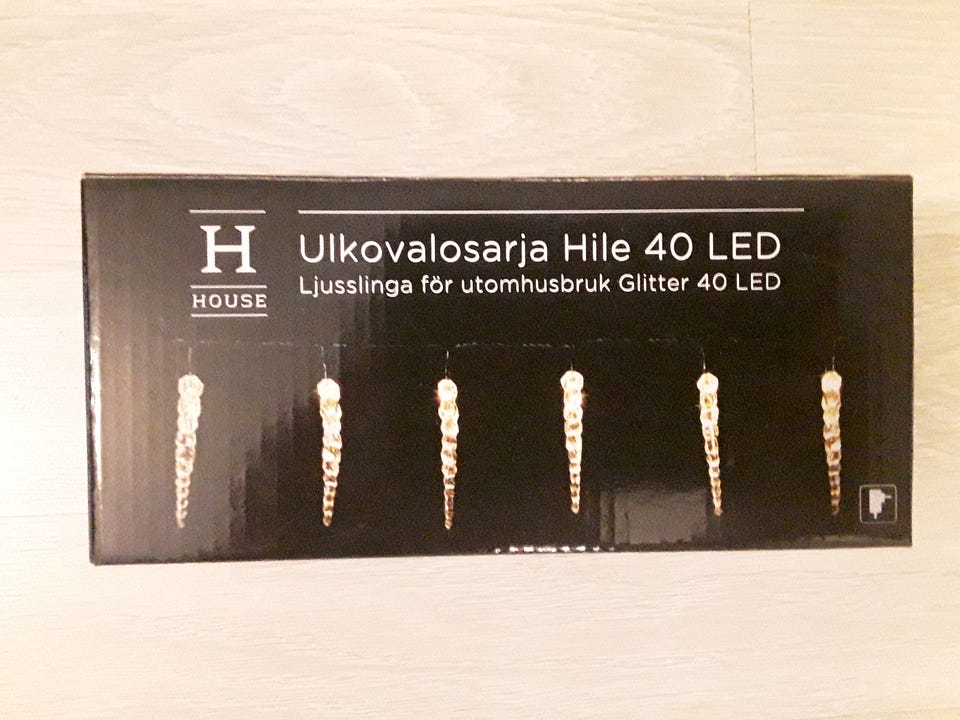 H
HOUSE
Ulkovalosarja Hile 40 LED
Ljusslinga för utomhusbruk Glitter 40 LED